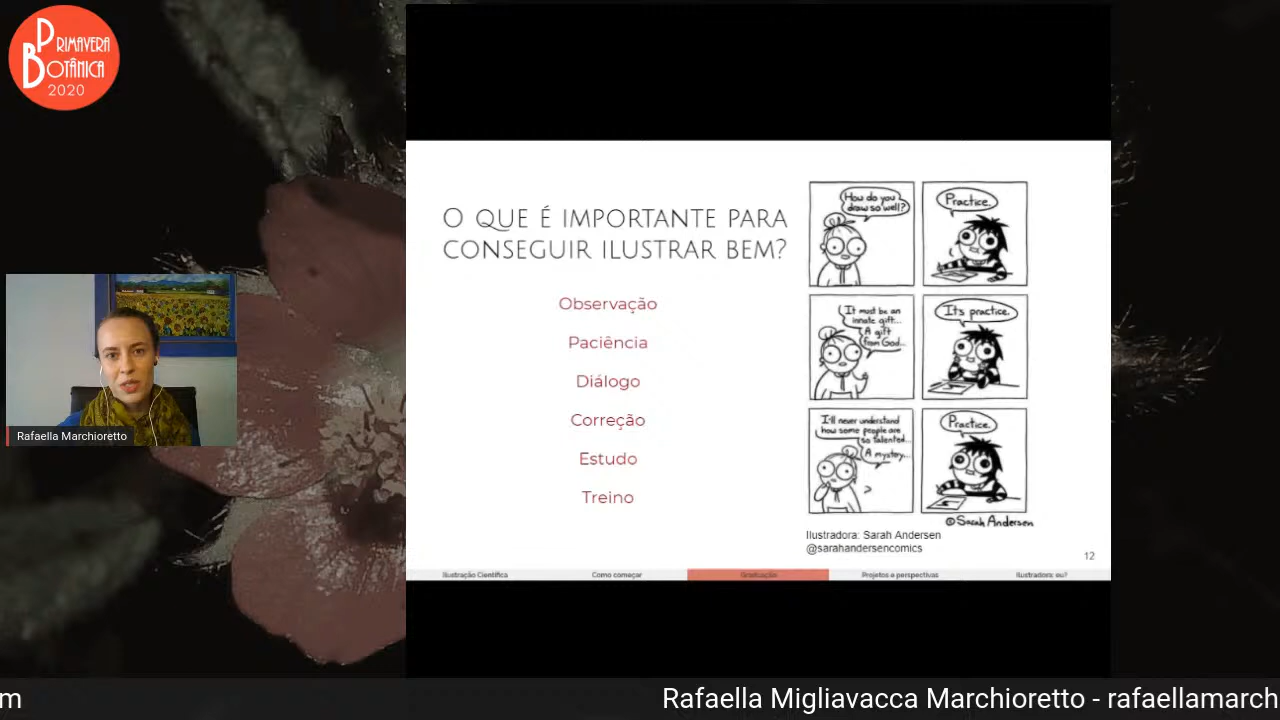 PRIMAVERA
BOTÂNICA
2020
O QUE É IMPORTANTE PARA
CONSEGUIR ILUSTRAR BEM?
Observação
Paciência
Diálogo
Correção
Estudo
Treino
How do you
draw so well?
Practice.
It must be an
innate gift...
A gift
from God...
It's practice.
I'll never understand
how some people are
so talented...
A mystery...
Practice.
©Sarah Andersen
Ilustradora: Sarah Andersen
@sarahandersencomics
12
Ilustração Científica
Como começar
Graduação
Projetos e perspectivas
Ilustradora: eu?
Rafaella Marchioretto
m
Rafaella Migliavacca Marchioretto - rafaellamarch